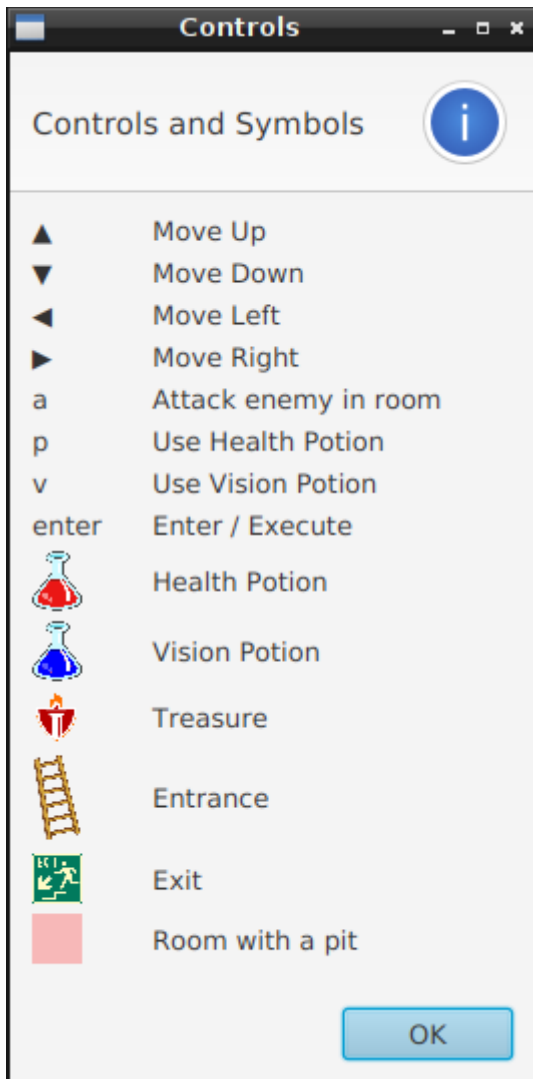 Controls
Controls and Symbols
i
▲ Move Up
▼ Move Down
◀ Move Left
▶ Move Right
a Attack enemy in room
p Use Health Potion
v Use Vision Potion
enter Enter / Execute
Health Potion
Vision Potion
Treasure
Entrance
Exit
Room with a pit
OK